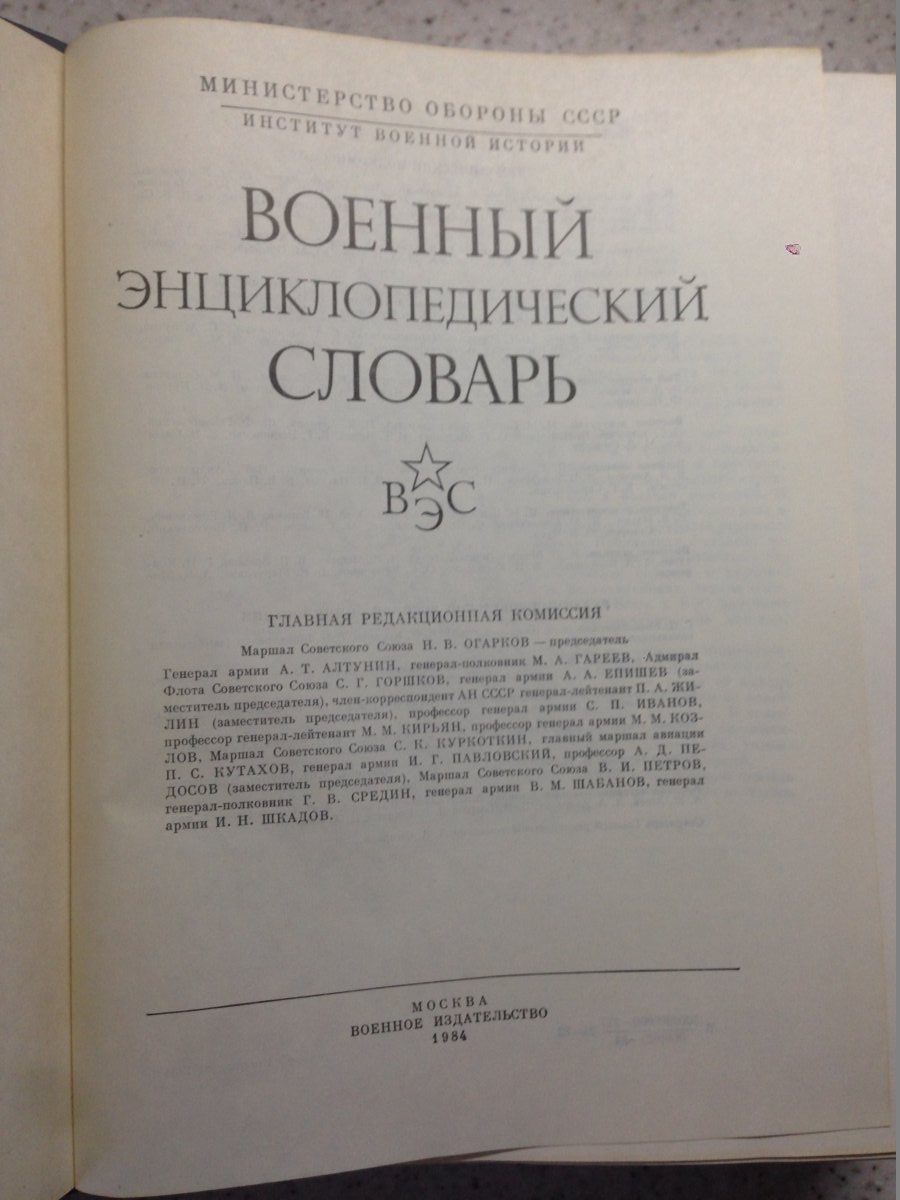 МИНИСТЕРСТВО ОБОРОНЫ СССР
ИНСТИТУТ ВОЕННОЙ ИСТОРИИ
ВОЕННЫЙ
ЭНЦИКЛОПЕДИЧЕСКИЙ
СЛОВАРЬ
ВЭС
ГЛАВНАЯ РЕДАКЦИОННАЯ КОМИССИЯ
Маршал Советского Союза Н. В. ОГАРКОВ — председатель
Генерал армии А. Т. АЛТУНИН, генерал-полковник М. А. ГАРЕЕВ, Адмирал
Флота Советского Союза С. Г. ГОРШКОВ, генерал армии А. А. ЕПИШЕВ (за-
меститель председателя), член-корреспондент АН СССР генерал-лейтенант П. А. ЖИ-
ЛИН (заместитель председателя), профессор генерал армии С. П. ИВАНОВ,
профессор генерал-лейтенант М. М. КИРЬЯН, профессор генерал армии М. М. КОЗ-
ЛОВ, Маршал Советского Союза С. К. КУРКОТКИН, главный маршал авиации
П. С. КУТАХОВ, генерал армии И. Г. ПАВЛОВСКИЙ, профессор А. Д. ПЕ-
ДОСОВ (заместитель председателя), Маршал Советского Союза В. И. ПЕТРОВ,
генерал-полковник Г. В. СРЕДИН, генерал армии В. М. ШАБАНОВ, генерал
армии И. Н. ШКАДОВ.
МОСКВА
ВОЕННОЕ ИЗДАТЕЛЬСТВО
1984